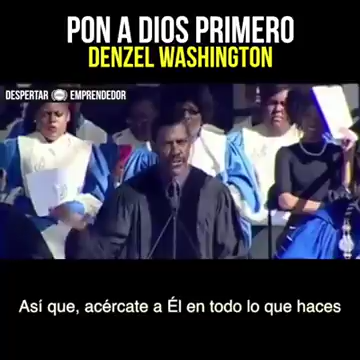 PON A DIOS PRIMERO
DENZEL WASHINGTON
DESPERTAR EMPRENDEDOR
Así que, acércate a Él en todo lo que haces